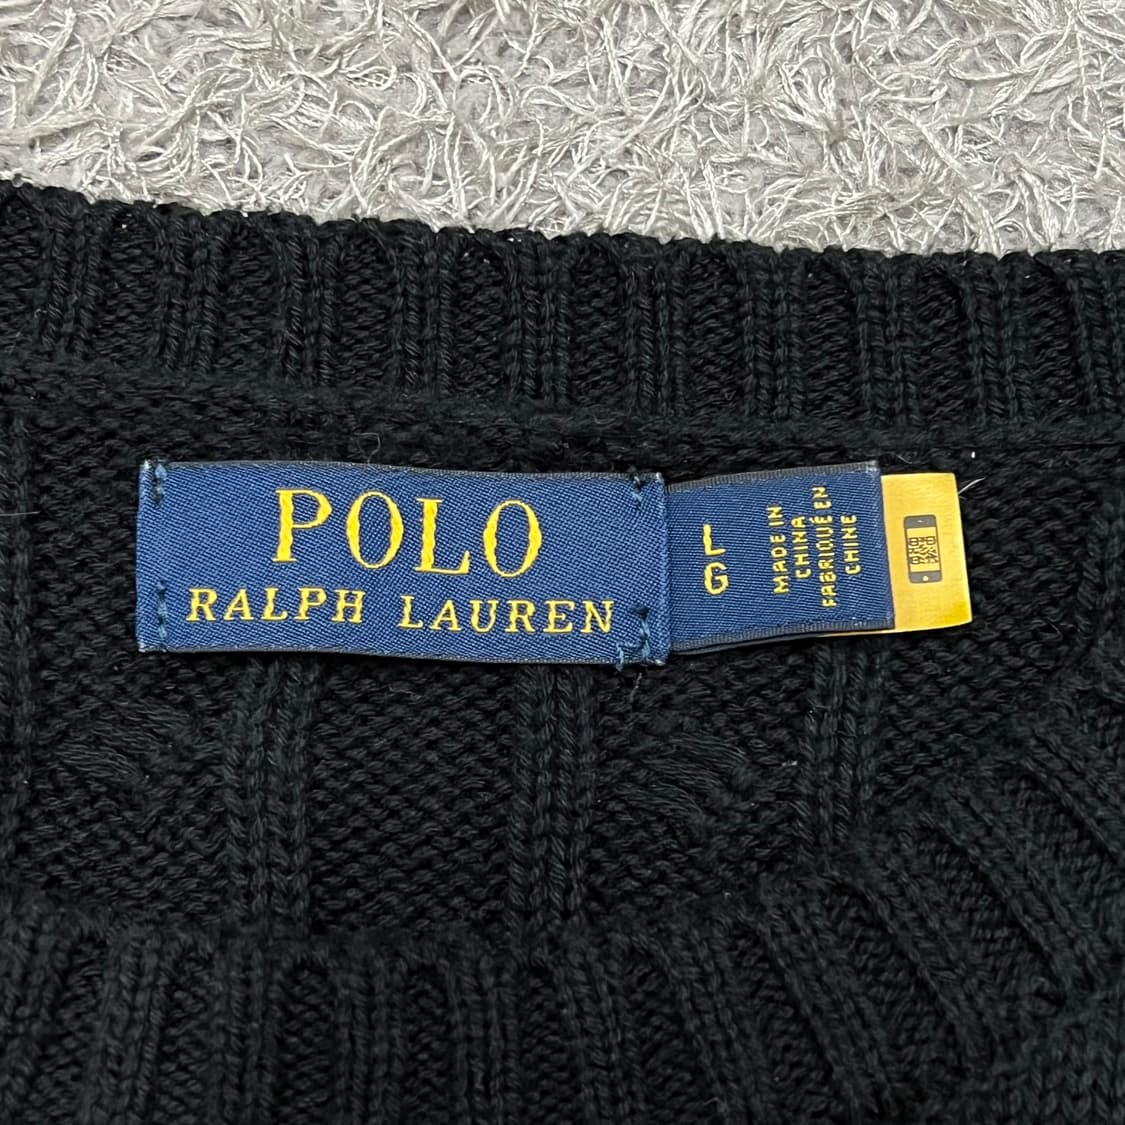 POLO
RALPH LAUREN
L
G
MADE IN
CHINA
FABRIQUÉ EN
CHINE